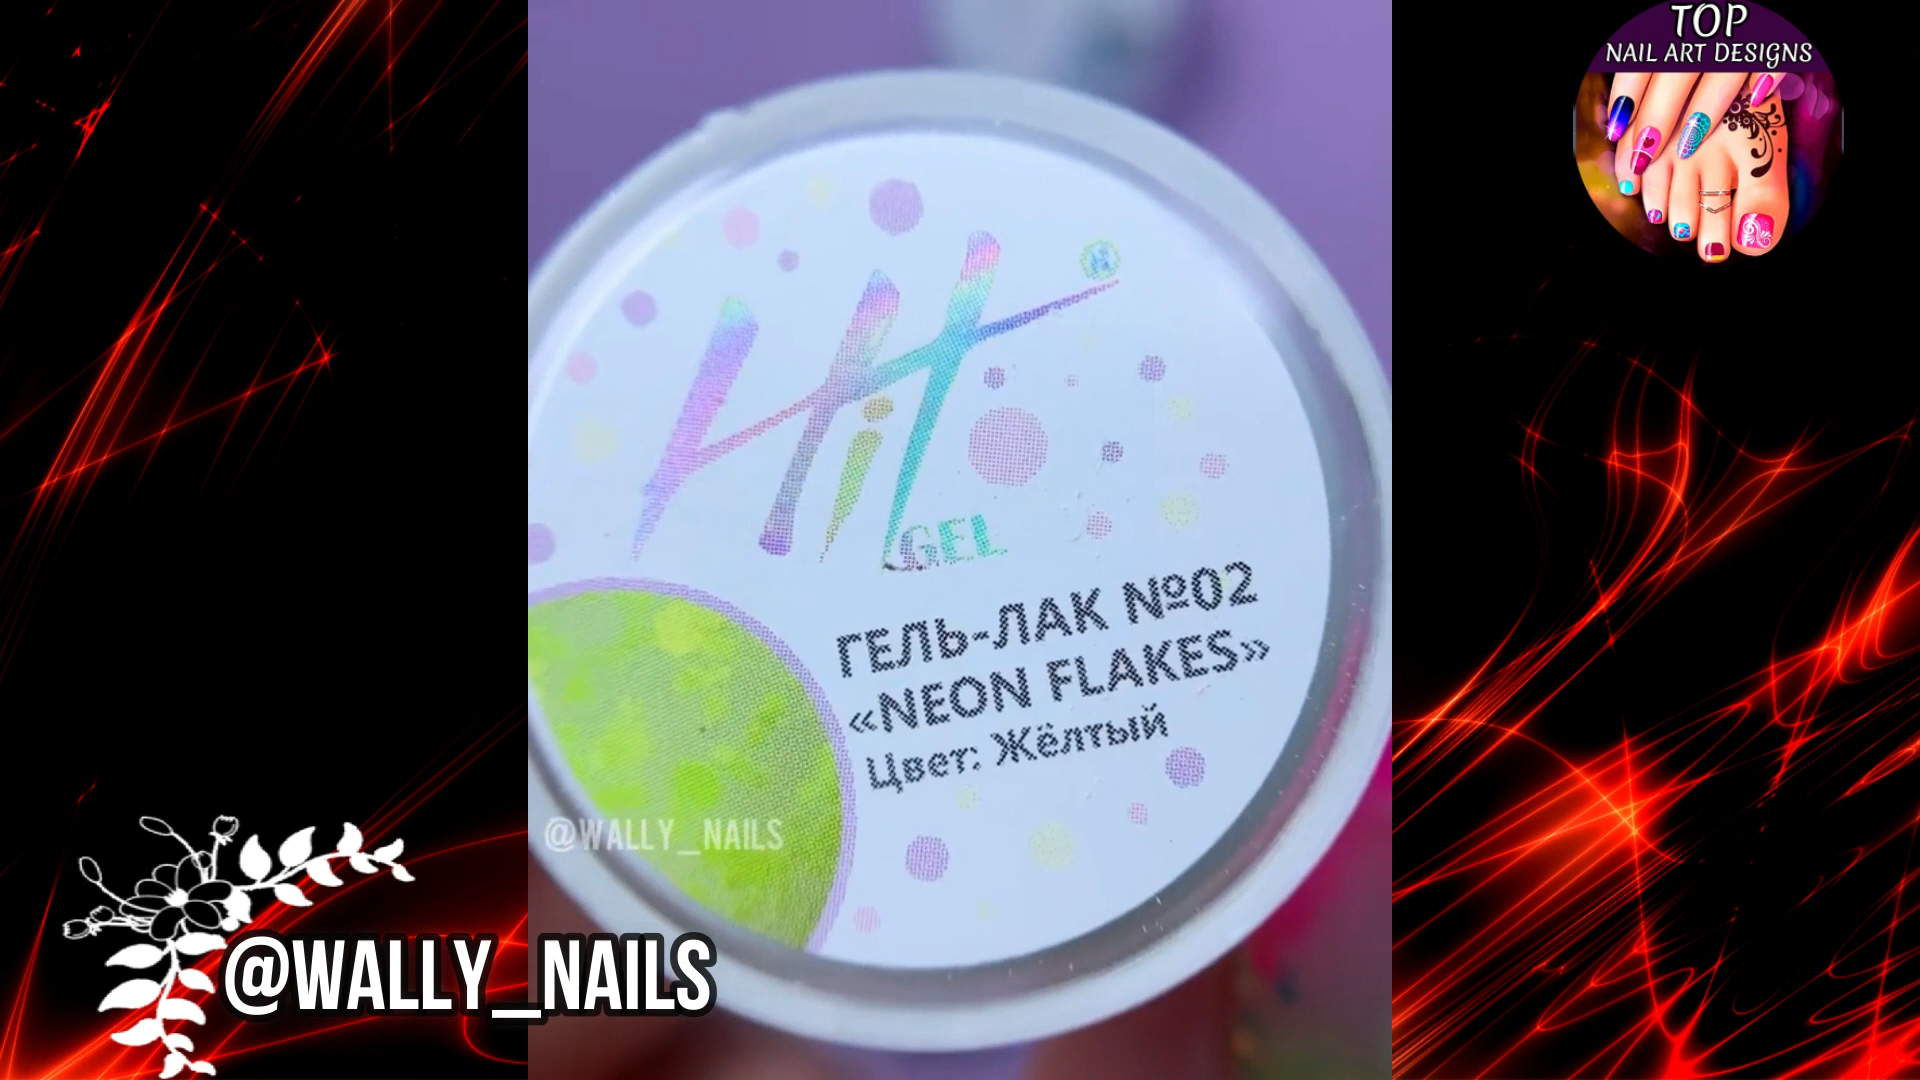 TOP
NAIL ART DESIGNS
Hit
GEL
ГЕЛЬ-ЛАК №02
«NEON FLAKES»
Цвет: Жёлтый
@WALLY_NAILS
@WALLY_NAILS